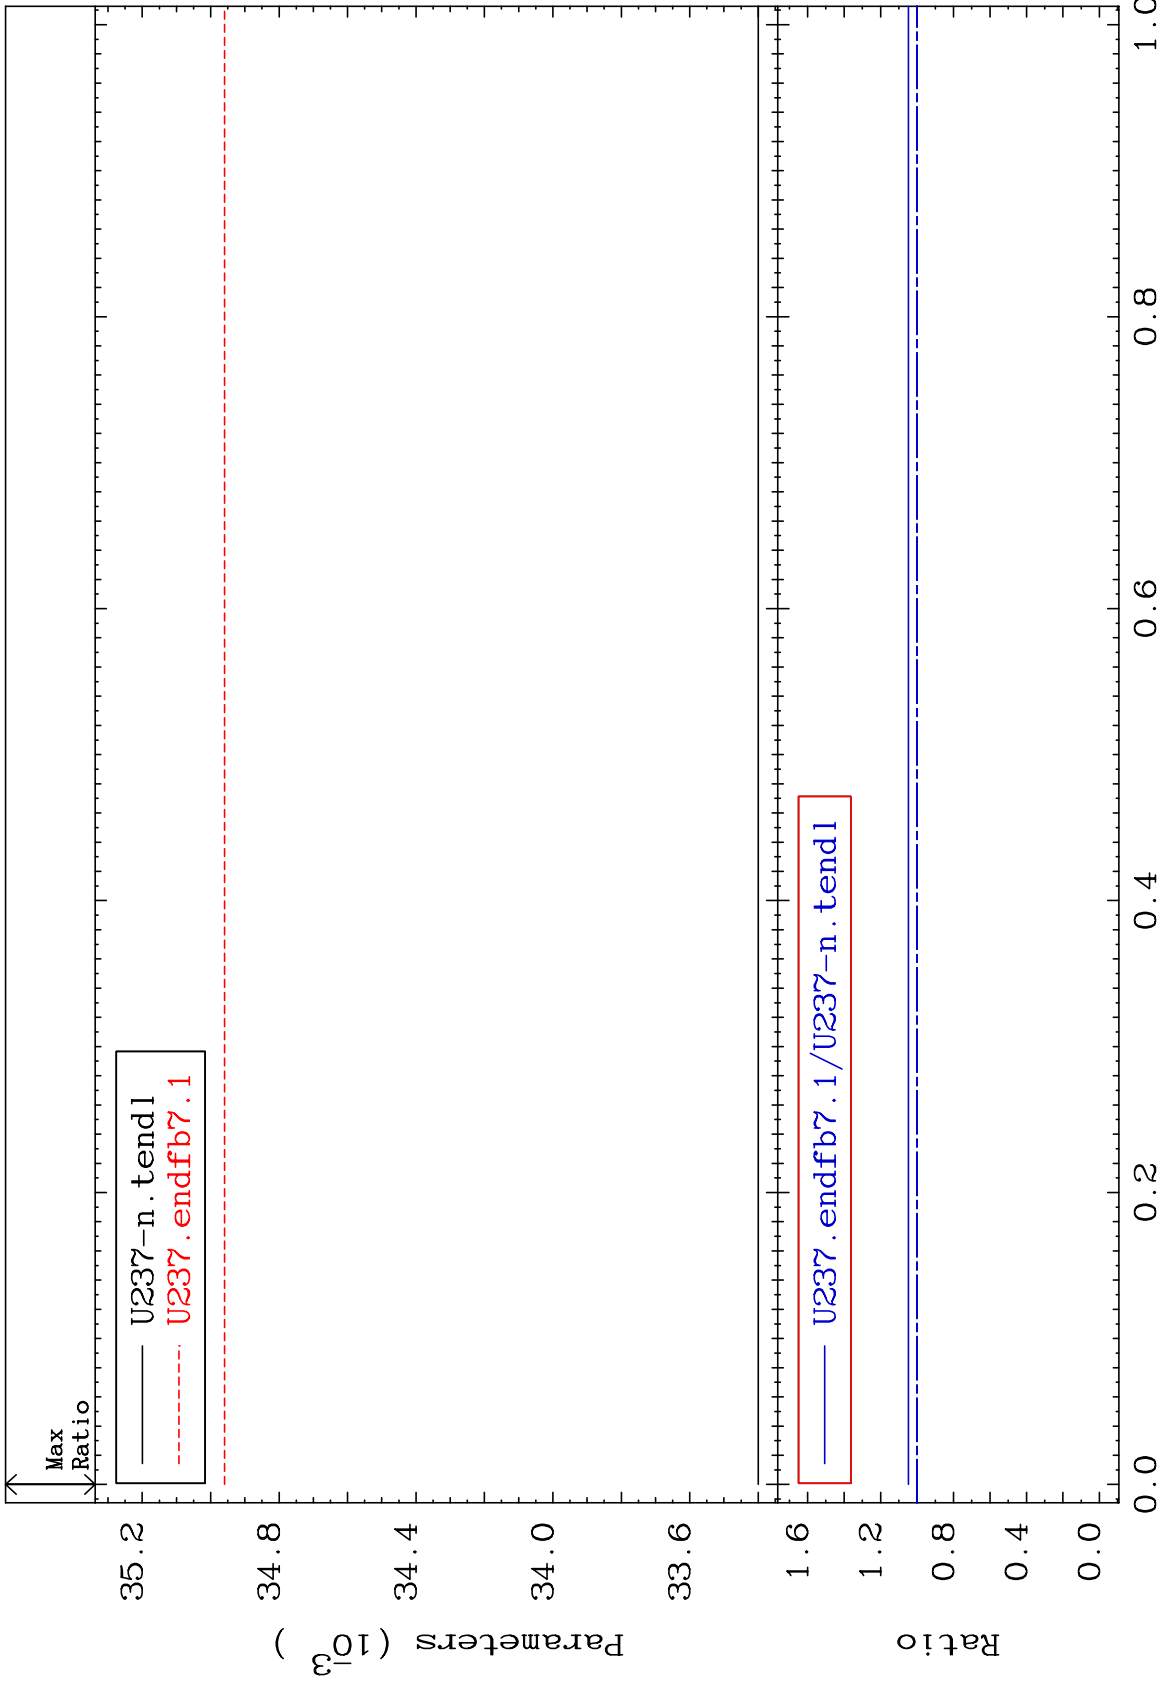 Max
Ratio
U237-n.tendl
U237.endfb7.1
35.2
34.8
34.4
34.0
33.6
Parameters (10-3)
U237.endfb7.1/U237-n.tendl
1.6
1.2
0.8
0.4
0.0
Ratio
0.0 0.2 0.4 0.6 0.8 1.0